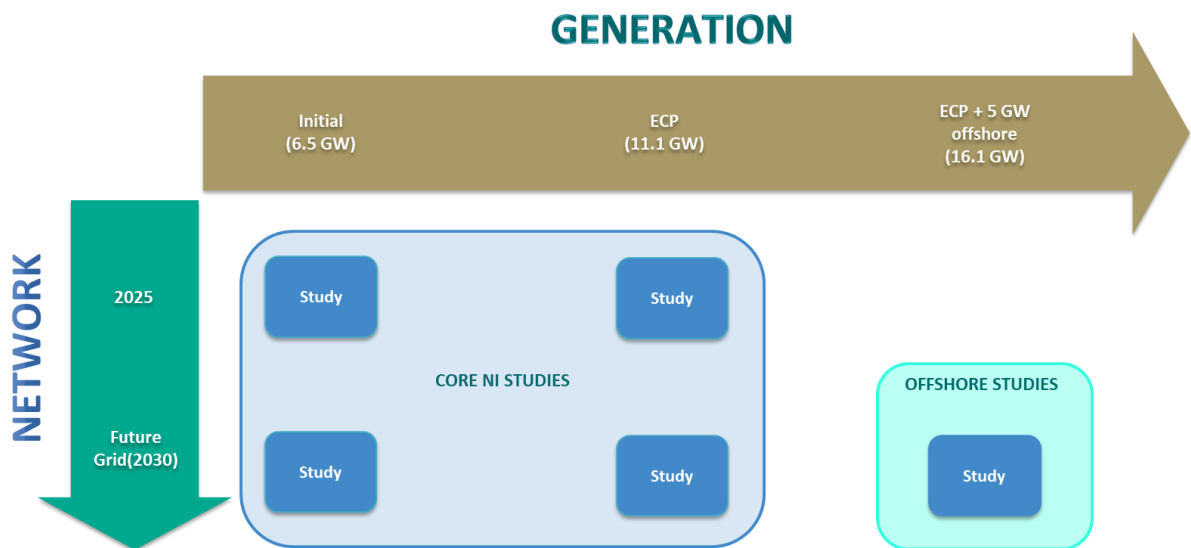 GENERATION
Initial
(6.5 GW)
ECP
(11.1 GW)
ECP + 5 GW
offshore
(16.1 GW)
NETWORK
2025
Future
Grid(2030)
Study
Study
CORE NI STUDIES
Study
Study
OFFSHORE STUDIES
Study